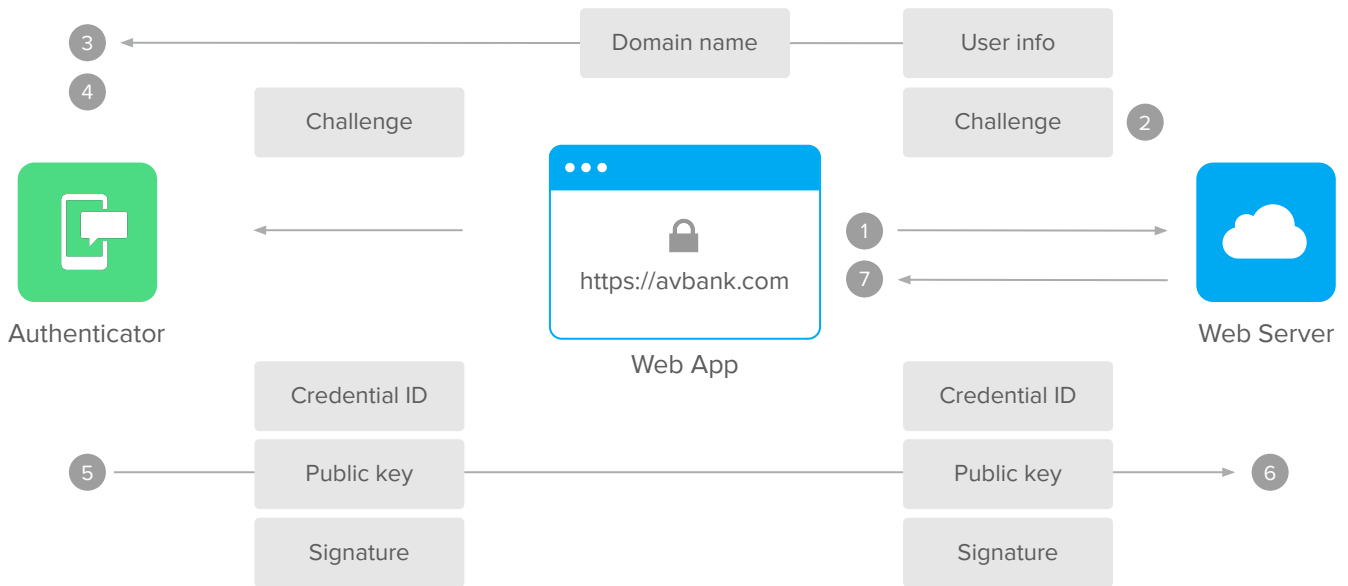 3
Domain name
User info
4
Challenge
Challenge
2
1
https://avbank.com
7
Authenticator
Web Server
Web App
Credential ID
Credential ID
5
Public key
Public key
6
Signature
Signature